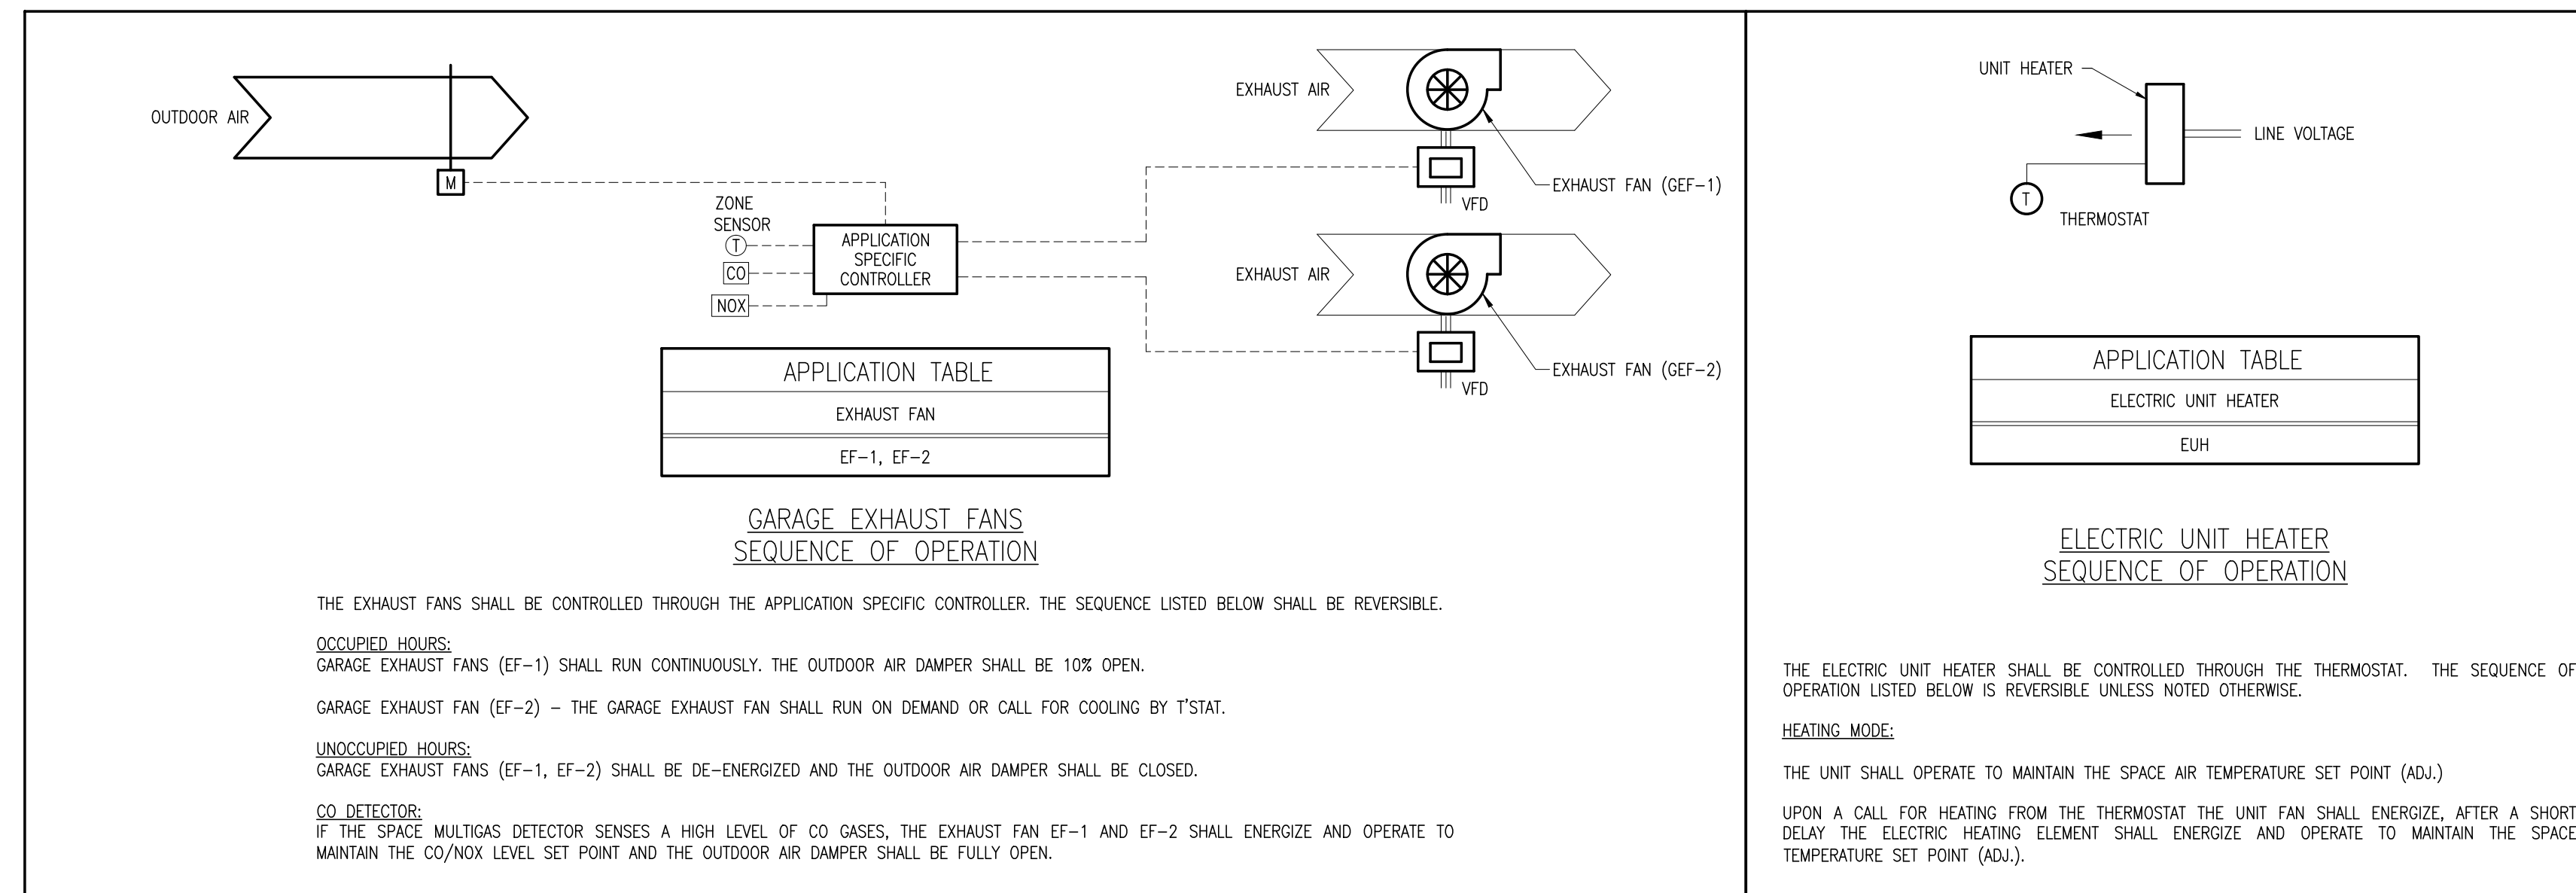 OUTDOOR AIR
M
ZONE
SENSOR
T
CO
NOX
APPLICATION
SPECIFIC
CONTROLLER
EXHAUST AIR
EXHAUST FAN (GEF-1)
VFD
EXHAUST AIR
EXHAUST FAN (GEF-2)
VFD
APPLICATION TABLE
EXHAUST FAN
EF-1, EF-2
GARAGE EXHAUST FANS
SEQUENCE OF OPERATION
THE EXHAUST FANS SHALL BE CONTROLLED THROUGH THE APPLICATION SPECIFIC CONTROLLER. THE SEQUENCE LISTED BELOW SHALL BE REVERSIBLE.
OCCUPIED HOURS:
GARAGE EXHAUST FANS (EF-1) SHALL RUN CONTINUOUSLY. THE OUTDOOR AIR DAMPER SHALL BE 10% OPEN.
GARAGE EXHAUST FAN (EF-2) - THE GARAGE EXHAUST FAN SHALL RUN ON DEMAND OR CALL FOR COOLING BY T'STAT.
UNOCCUPIED HOURS:
GARAGE EXHAUST FANS (EF-1, EF-2) SHALL BE DE-ENERGIZED AND THE OUTDOOR AIR DAMPER SHALL BE CLOSED.
CO DETECTOR:
IF THE SPACE MULTIGAS DETECTOR SENSES A HIGH LEVEL OF CO GASES, THE EXHAUST FAN EF-1 AND EF-2 SHALL ENERGIZE AND OPERATE TO
MAINTAIN THE CO/NOX LEVEL SET POINT AND THE OUTDOOR AIR DAMPER SHALL BE FULLY OPEN.
UNIT HEATER
LINE VOLTAGE
T
THERMOSTAT
APPLICATION TABLE
ELECTRIC UNIT HEATER
EUH
ELECTRIC UNIT HEATER
SEQUENCE OF OPERATION
THE ELECTRIC UNIT HEATER SHALL BE CONTROLLED THROUGH THE THERMOSTAT. THE SEQUENCE OF
OPERATION LISTED BELOW IS REVERSIBLE UNLESS NOTED OTHERWISE.
HEATING MODE:
THE UNIT SHALL OPERATE TO MAINTAIN THE SPACE AIR TEMPERATURE SET POINT (ADJ.)
UPON A CALL FOR HEATING FROM THE THERMOSTAT THE UNIT FAN SHALL ENERGIZE, AFTER A SHORT
DELAY THE ELECTRIC HEATING ELEMENT SHALL ENERGIZE AND OPERATE TO MAINTAIN THE SPACE
TEMPERATURE SET POINT (ADJ.).